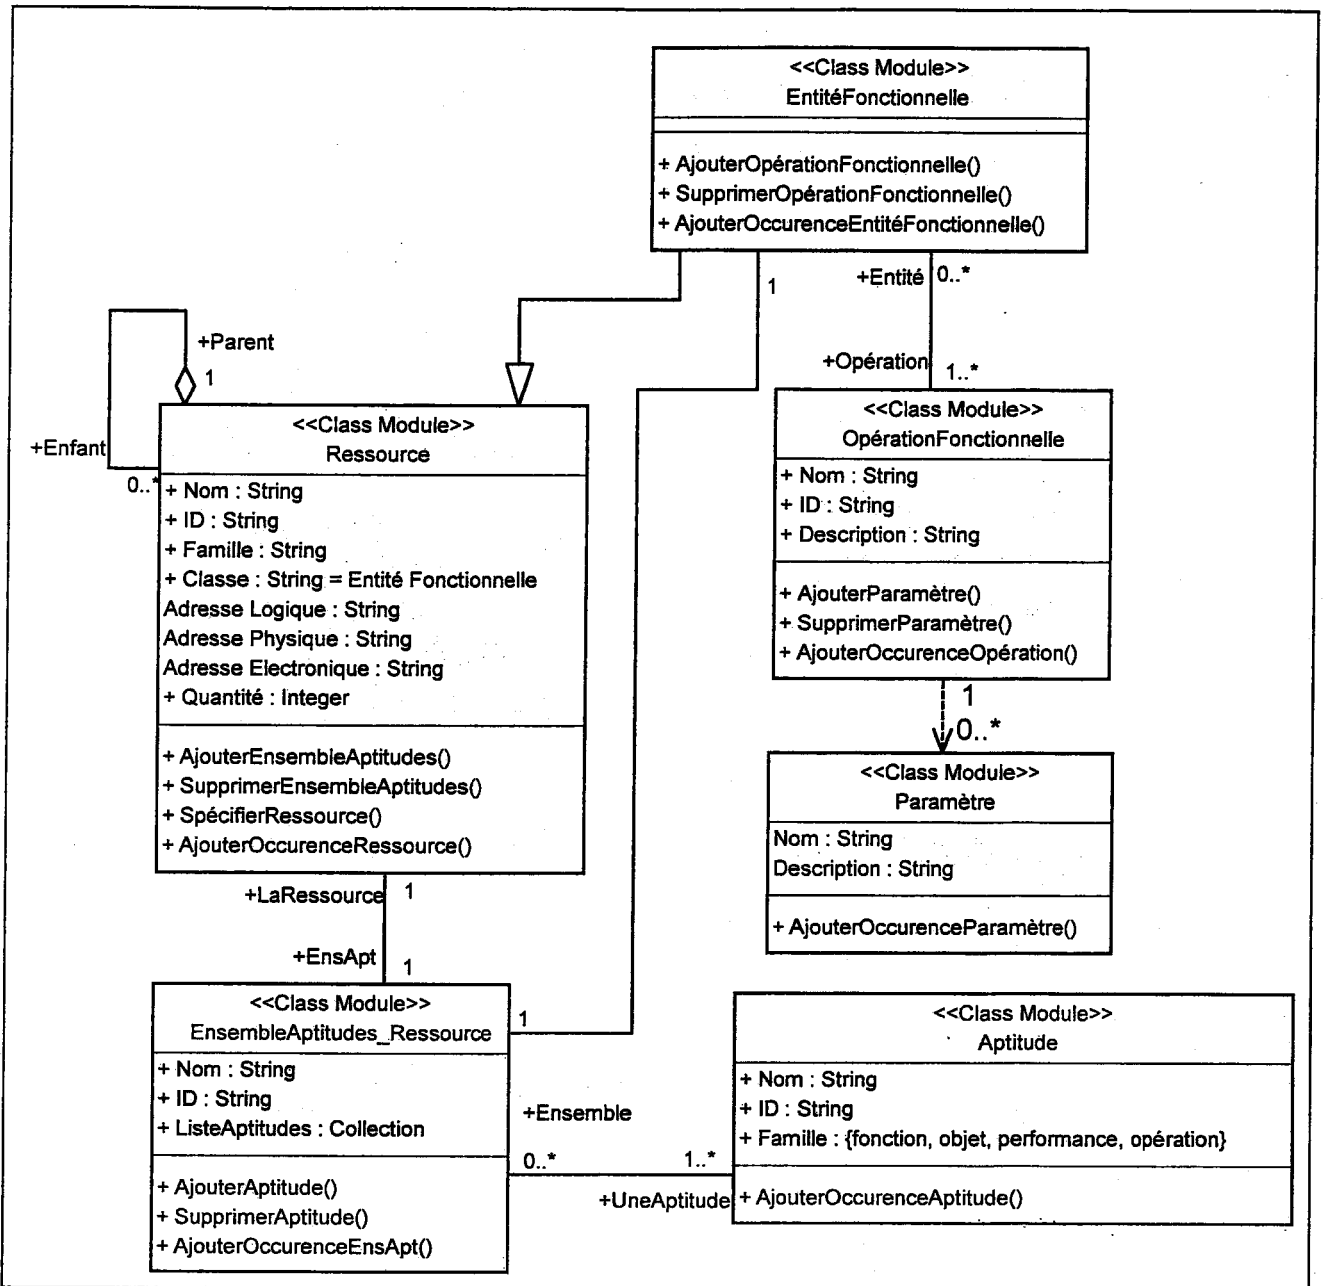 <<Class Module>>
EntitéFonctionnelle
+ AjouterOpérationFonctionnelle()
+ SupprimerOpérationFonctionnelle()
+ AjouterOccurenceEntitéFonctionnelle()
1
+Entité
0..*
+Opération
1..*
+Parent
1
+Enfant
0..*
<<Class Module>>
Ressource
+ Nom : String
+ ID : String
+ Famille : String
+ Classe : String = Entité Fonctionnelle
Adresse Logique : String
Adresse Physique : String
Adresse Electronique : String
+ Quantité : Integer
+ AjouterEnsembleAptitudes()
+ SupprimerEnsembleAptitudes()
+ SpécifierRessource()
+ AjouterOccurenceRessource()
<<Class Module>>
OpérationFonctionnelle
+ Nom : String
+ ID : String
+ Description : String
+ AjouterParamètre()
+ SupprimerParamètre()
+ AjouterOccurenceOpération()
1
0..*
<<Class Module>>
Paramètre
Nom : String
Description : String
+ AjouterOccurenceParamètre()
+LaRessource
1
+EnsApt
1
<<Class Module>>
EnsembleAptitudes_Ressource
+ Nom : String
+ ID : String
+ ListeAptitudes : Collection
+ AjouterAptitude()
+ SupprimerAptitude()
+ AjouterOccurenceEnsApt()
1
+Ensemble
0..*
1..*
+UneAptitude
<<Class Module>>
Aptitude
+ Nom : String
+ ID : String
+ Famille : {fonction, objet, performance, opération}
+ AjouterOccurenceAptitude()